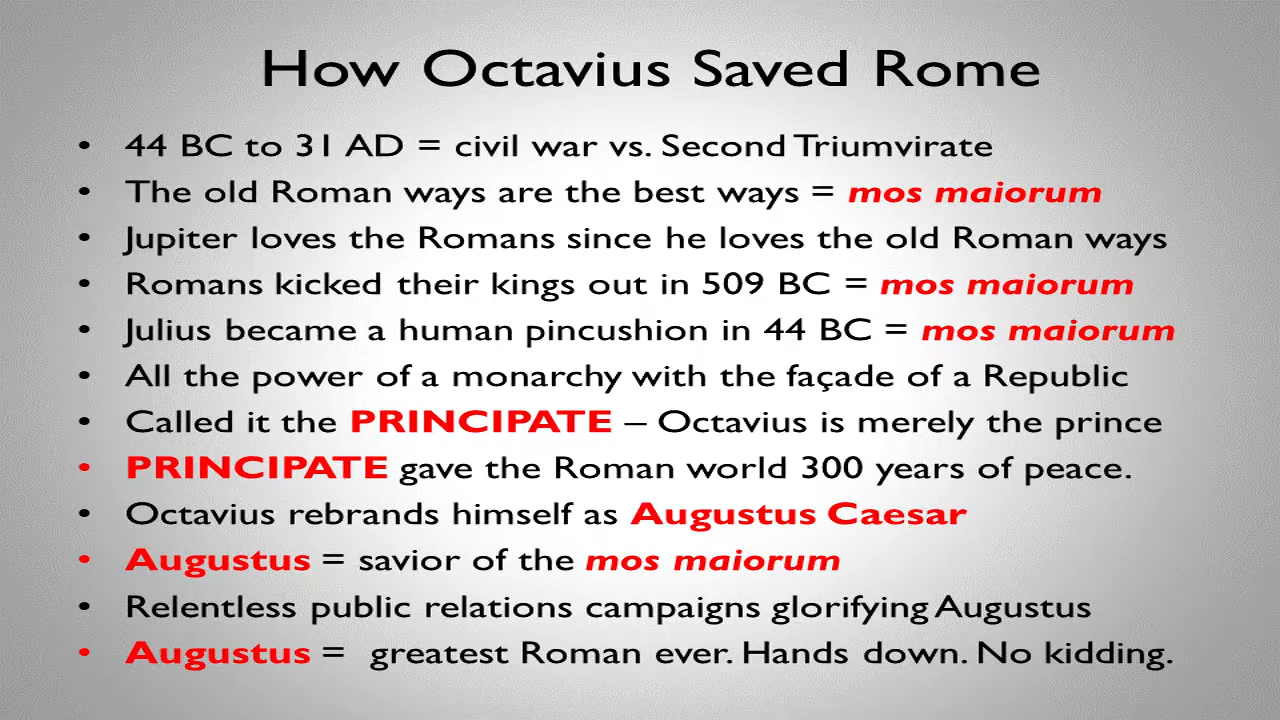 How Octavius Saved Rome
• 44 BC to 31 AD = civil war vs. Second Triumvirate
• The old Roman ways are the best ways = mos maiorum
• Jupiter loves the Romans since he loves the old Roman ways
• Romans kicked their kings out in 509 BC = mos maiorum
• Julius became a human pincushion in 44 BC = mos maiorum
• All the power of a monarchy with the façade of a Republic
• Called it the PRINCIPATE – Octavius is merely the prince
• PRINCIPATE gave the Roman world 300 years of peace.
• Octavius rebrands himself as Augustus Caesar
• Augustus = savior of the mos maiorum
• Relentless public relations campaigns glorifying Augustus
• Augustus = greatest Roman ever. Hands down. No kidding.